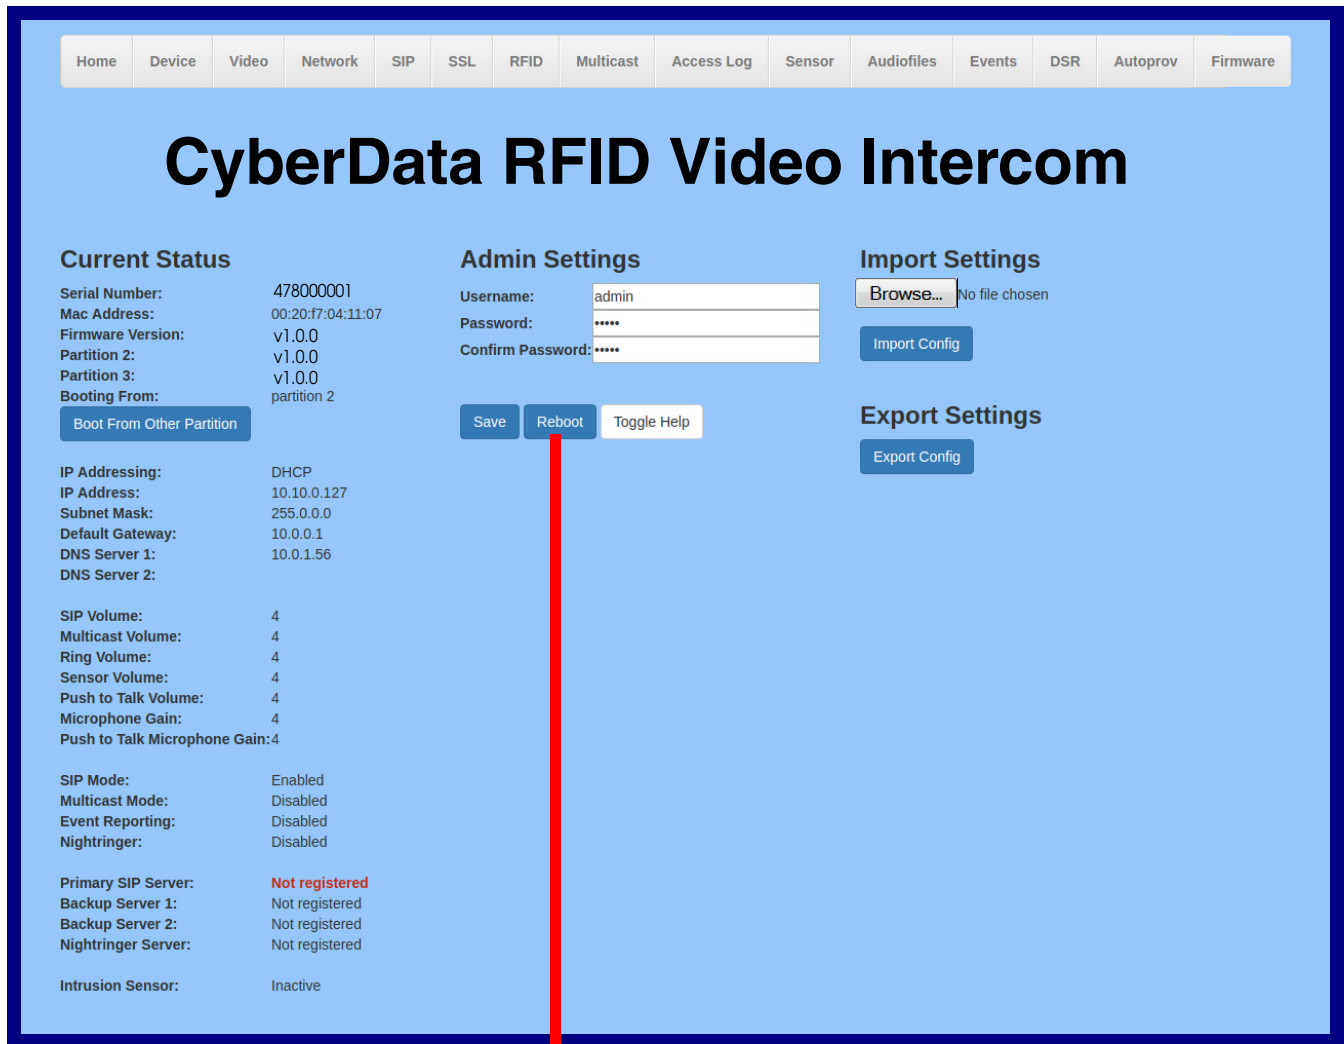 Home Device Video Network SIP SSL RFID Multicast Access Log Sensor Audiofiles Events DSR Autoprov Firmware
CyberData RFID Video Intercom
Current Status
Serial Number: 478000001
Mac Address: 00:20:f7:04:11:07
Firmware Version: v1.0.0
Partition 2: v1.0.0
Partition 3: v1.0.0
Booting From: partition 2
Boot From Other Partition
IP Addressing: DHCP
IP Address: 10.10.0.127
Subnet Mask: 255.0.0.0
Default Gateway: 10.0.0.1
DNS Server 1: 10.0.1.56
DNS Server 2:
SIP Volume: 4
Multicast Volume: 4
Ring Volume: 4
Sensor Volume: 4
Push to Talk Volume: 4
Microphone Gain: 4
Push to Talk Microphone Gain: 4
SIP Mode: Enabled
Multicast Mode: Disabled
Event Reporting: Disabled
Nightringer: Disabled
Primary SIP Server: Not registered
Backup Server 1: Not registered
Backup Server 2: Not registered
Nightringer Server: Not registered
Intrusion Sensor: Inactive
Admin Settings
Username: admin
Password: •••••
Confirm Password: •••••
Save Reboot Toggle Help
Import Settings
Browse... No file chosen
Import Config
Export Settings
Export Config